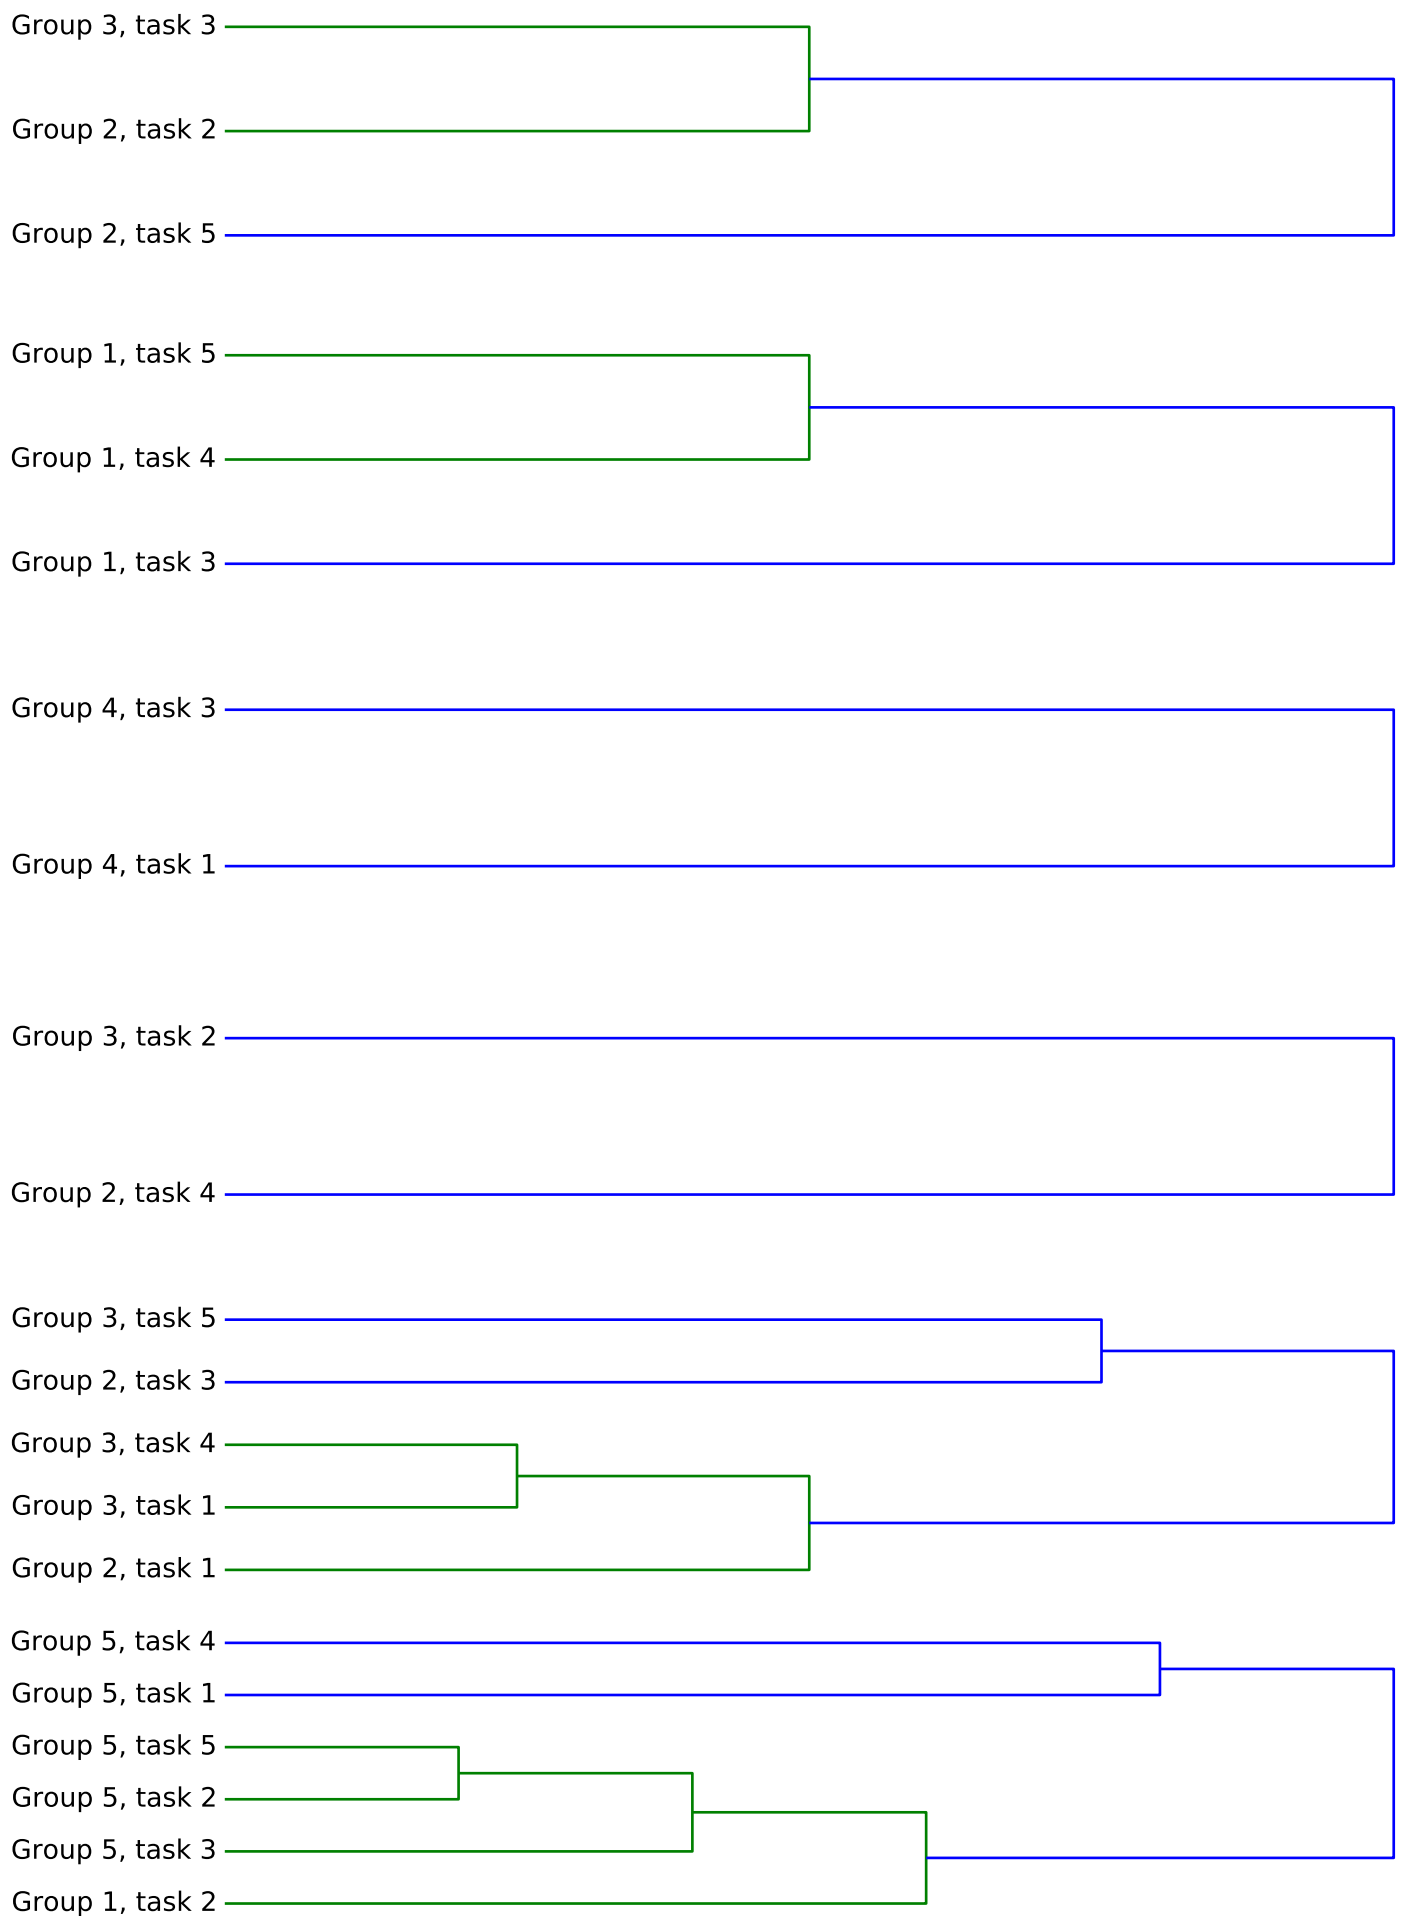 Group 3, task 3
Group 2, task 2
Group 2, task 5
Group 1, task 5
Group 1, task 4
Group 1, task 3
Group 4, task 3
Group 4, task 1
Group 3, task 2
Group 2, task 4
Group 3, task 5
Group 2, task 3
Group 3, task 4
Group 3, task 1
Group 2, task 1
Group 5, task 4
Group 5, task 1
Group 5, task 5
Group 5, task 2
Group 5, task 3
Group 1, task 2